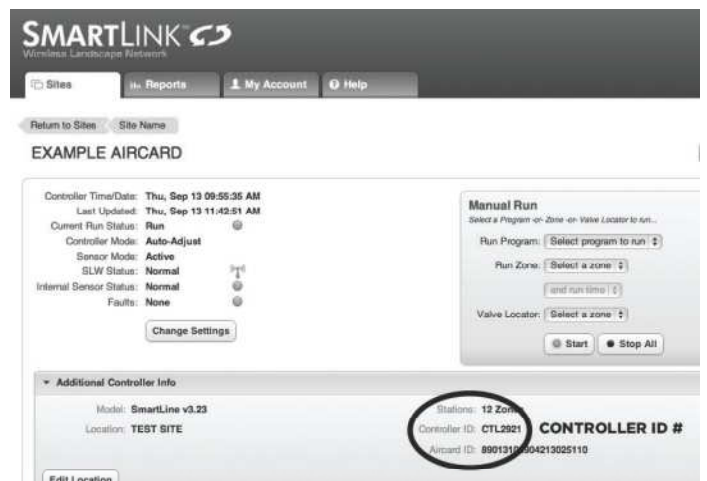 SMARTLINK™
Wireless Landscape Network
Sites
Reports
My Account
Help
Return to Sites
Site Name
EXAMPLE AIRCARD
Controller Time/Date: Thu, Sep 13 09:55:35 AM
Last Updated: Thu, Sep 13 11:42:51 AM
Current Run Status: Run
Controller Mode: Auto-Adjust
Sensor Mode: Active
SLW Status: Normal
Internal Sensor Status: Normal
Faults: None
Change Settings
Manual Run
Select a Program -or- Zone -or- Valve Locator to run...
Run Program: Select program to run
Run Zone: Select a zone
and run time
Valve Locator: Select a zone
Start
Stop All
Additional Controller Info
Model: SmartLine v3.23
Location: TEST SITE
Stations: 12 Zones
Controller ID: CTL2921
CONTROLLER ID #
Aircard ID:
Edit Location